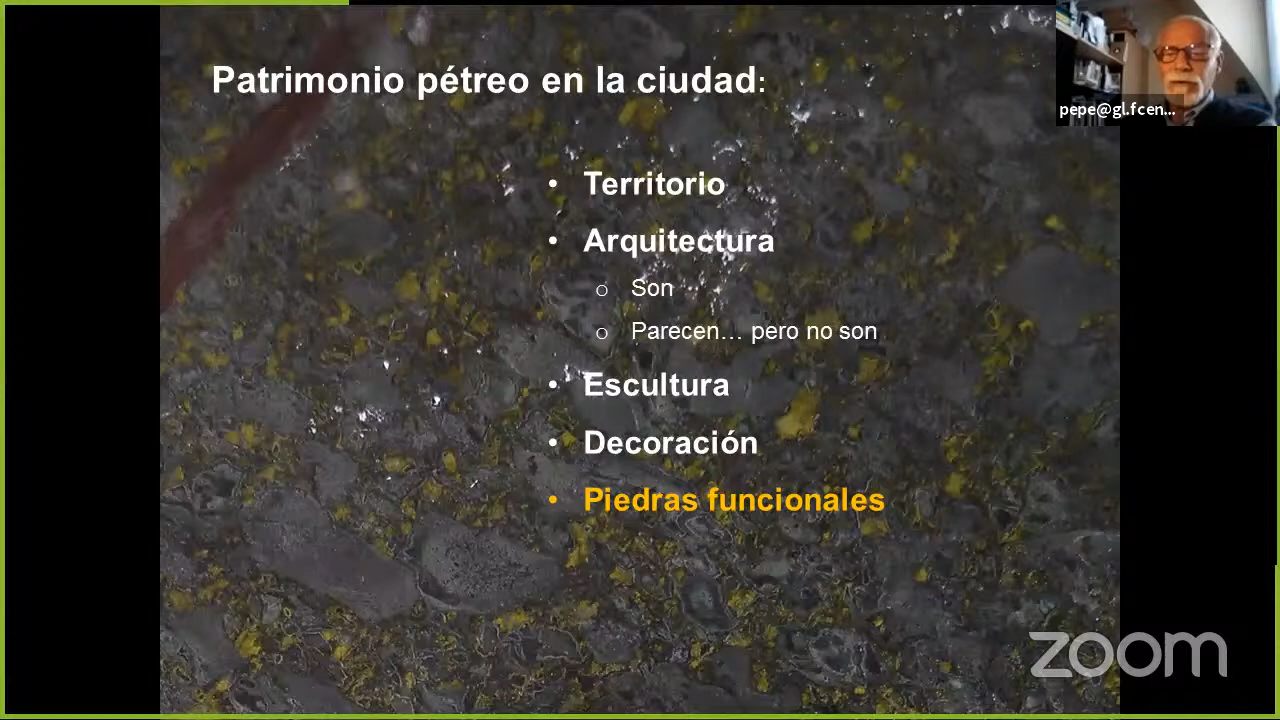 Patrimonio pétreo en la ciudad:
pepe@gl.fcen...
• Territorio
• Arquitectura
o Son
o Parecen... pero no son
• Escultura
• Decoración
• Piedras funcionales
zoom